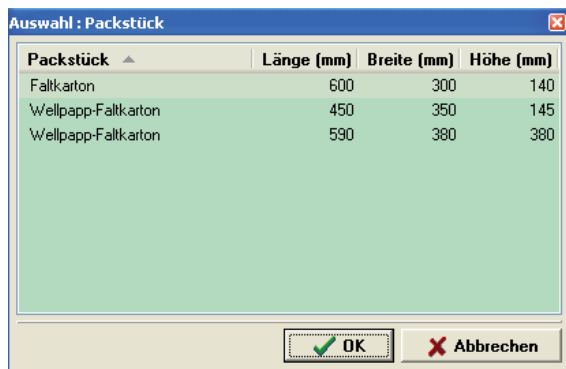 Auswahl : Packstück
Packstück Länge (mm) Breite (mm) Höhe (mm)
Faltkarton 600 300 140
Wellpapp-Faltkarton 450 350 145
Wellpapp-Faltkarton 590 380 380
OK Abbrechen